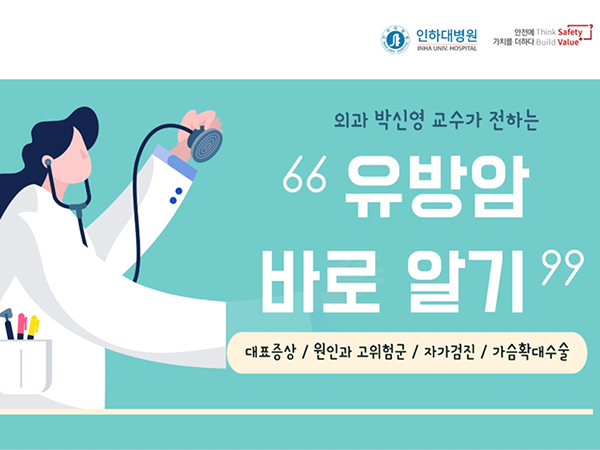 인하대병원
INHA UNIV. HOSPITAL
안전에 Think Safety
가치를 더하다 Build Value
외과 박신영 교수가 전하는
“ 유방암
바로 알기 ”
대표증상 / 원인과 고위험군 / 자가검진 / 가슴확대수술